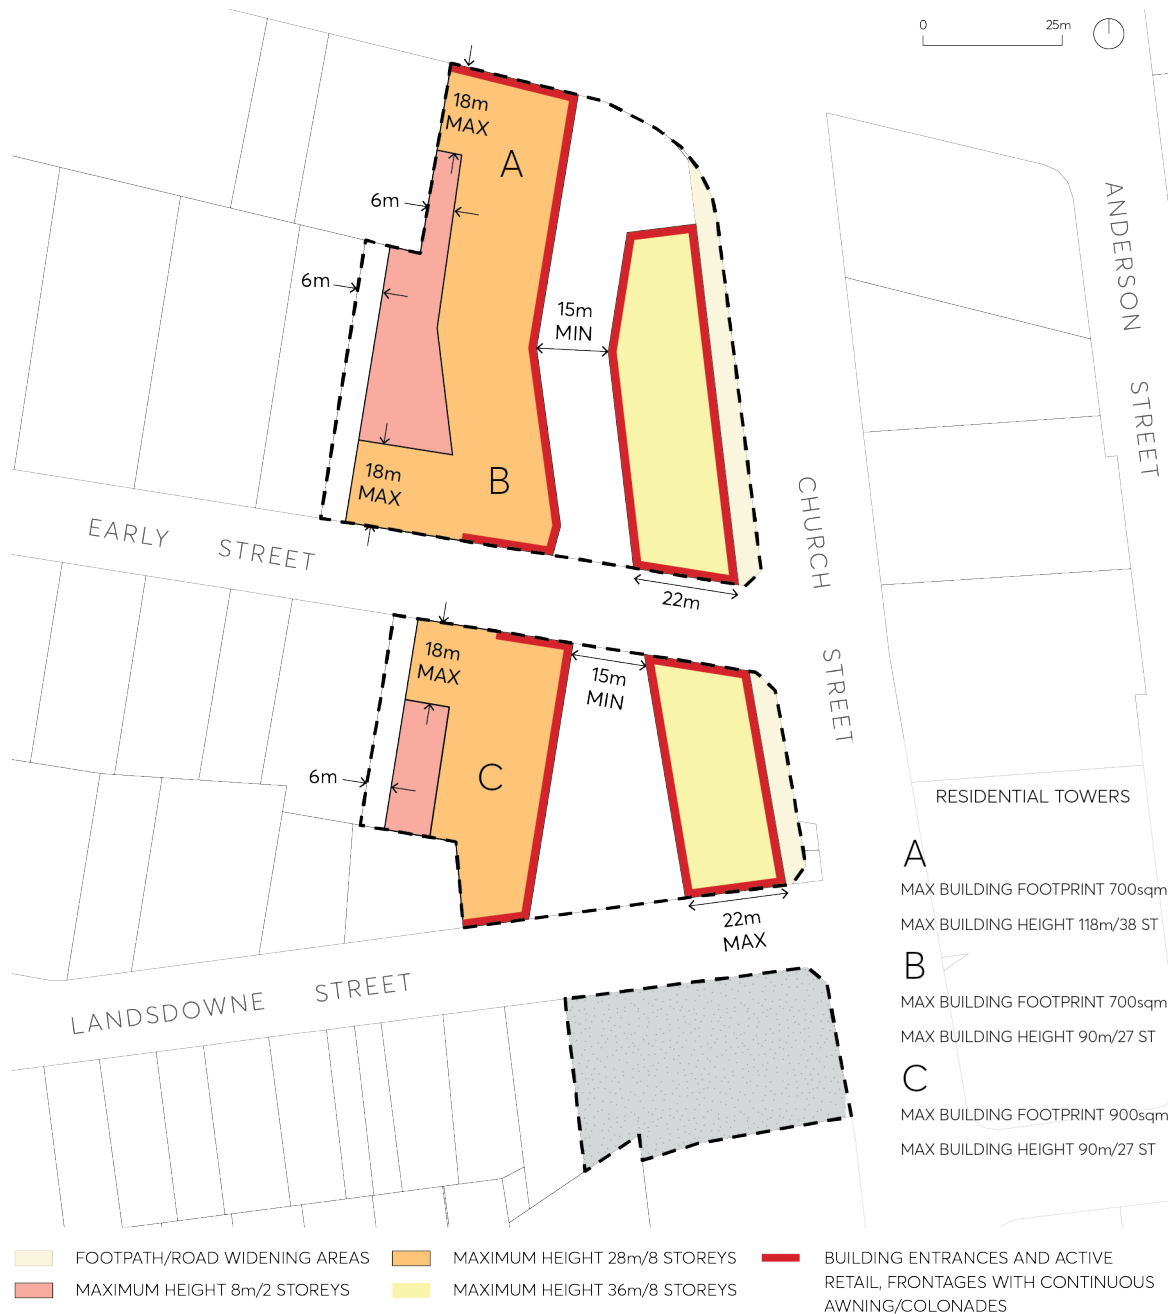 0 25m
18m
MAX
A
6m
6m
15m
MIN
18m
MAX
B
22m
EARLY STREET
CHURCH STREET
ANDERSON STREET
18m
MAX
15m
MIN
6m
C
22m
MAX
LANDSDOWNE STREET
RESIDENTIAL TOWERS
A
MAX BUILDING FOOTPRINT 700sqm
MAX BUILDING HEIGHT 118m/38 ST
B
MAX BUILDING FOOTPRINT 700sqm
MAX BUILDING HEIGHT 90m/27 ST
C
MAX BUILDING FOOTPRINT 900sqm
MAX BUILDING HEIGHT 90m/27 ST
FOOTPATH/ROAD WIDENING AREAS
MAXIMUM HEIGHT 8m/2 STOREYS
MAXIMUM HEIGHT 28m/8 STOREYS
MAXIMUM HEIGHT 36m/8 STOREYS
BUILDING ENTRANCES AND ACTIVE
RETAIL, FRONTAGES WITH CONTINUOUS
AWNING/COLONADES